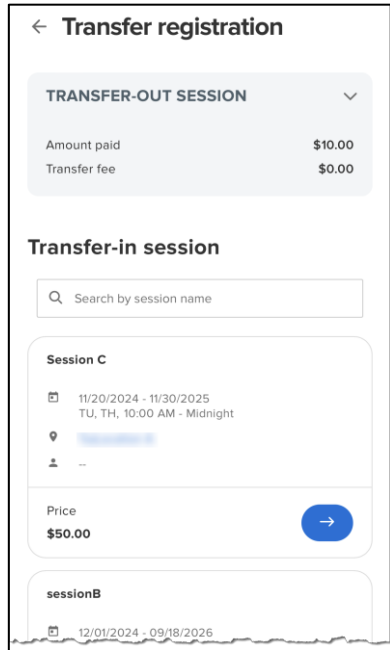 Transfer registration
TRANSFER-OUT SESSION
Amount paid $10.00
Transfer fee $0.00
Transfer-in session
Search by session name
Session C
11/20/2024 - 11/30/2025
TU, TH, 10:00 AM - Midnight
--
Price
$50.00
sessionB
12/01/2024 - 09/18/2026